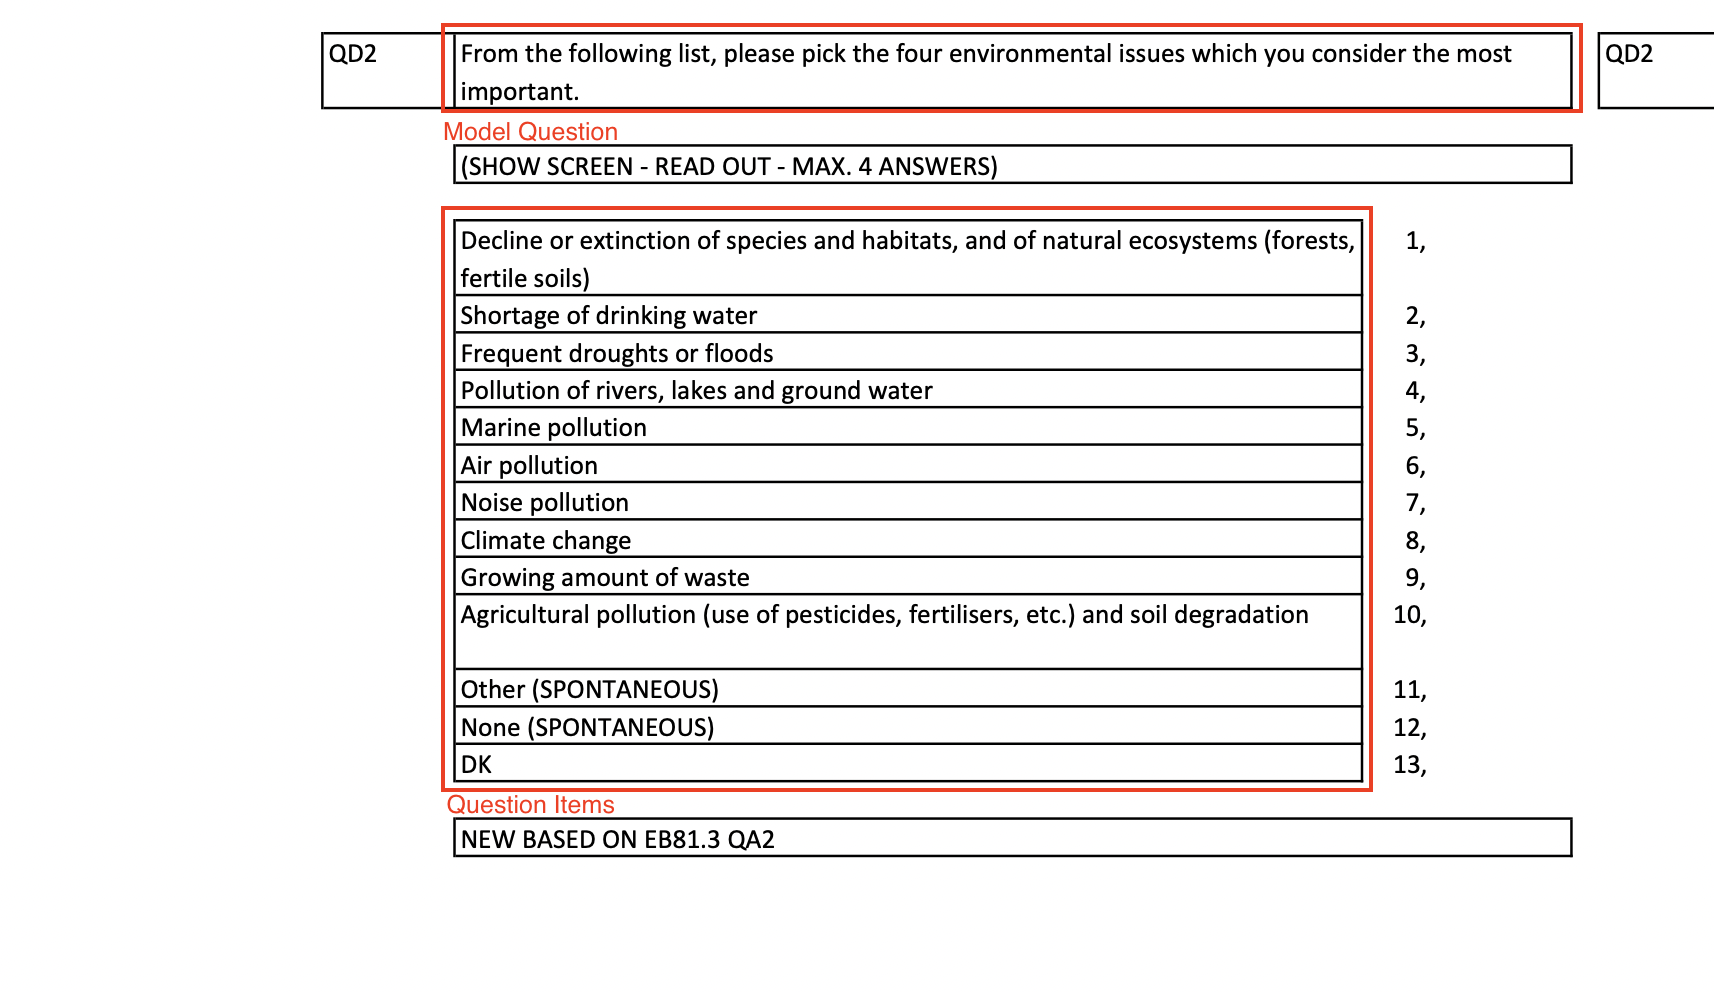 QD2
From the following list, please pick the four environmental issues which you consider the most
important.
QD2
Model Question
(SHOW SCREEN - READ OUT - MAX. 4 ANSWERS)
Decline or extinction of species and habitats, and of natural ecosystems (forests, 1,
fertile soils)
Shortage of drinking water 2,
Frequent droughts or floods 3,
Pollution of rivers, lakes and ground water 4,
Marine pollution 5,
Air pollution 6,
Noise pollution 7,
Climate change 8,
Growing amount of waste 9,
Agricultural pollution (use of pesticides, fertilisers, etc.) and soil degradation 10,
Other (SPONTANEOUS) 11,
None (SPONTANEOUS) 12,
DK 13,
Question Items
NEW BASED ON EB81.3 QA2